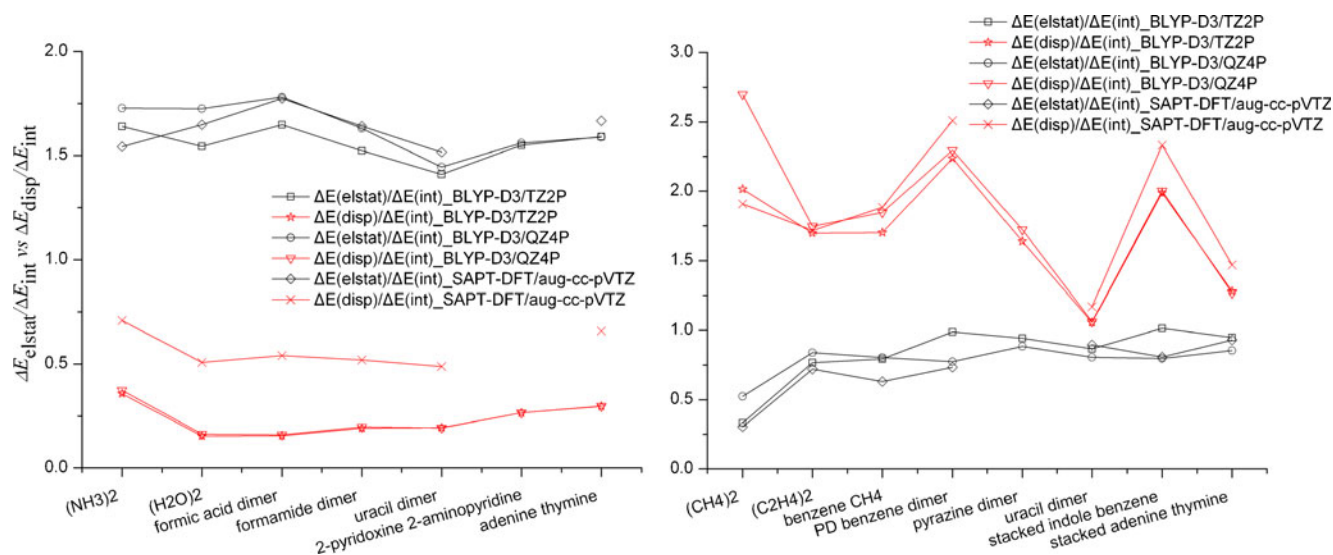 ΔEelstat/ΔEint vs ΔEdisp/ΔEint
2.0
1.5
1.0
0.5
0.0
ΔE(elstat)/ΔE(int)_BLYP-D3/TZ2P
ΔE(disp)/ΔE(int)_BLYP-D3/TZ2P
ΔE(elstat)/ΔE(int)_BLYP-D3/QZ4P
ΔE(disp)/ΔE(int)_BLYP-D3/QZ4P
ΔE(elstat)/ΔE(int)_SAPT-DFT/aug-cc-pVTZ
ΔE(disp)/ΔE(int)_SAPT-DFT/aug-cc-pVTZ
(NH3)2
(H2O)2
formic acid dimer
formamide dimer
uracil dimer
2-pyridoxine 2-aminopyridine
adenine thymine
3.0
2.5
2.0
1.5
1.0
0.5
0.0
ΔE(elstat)/ΔE(int)_BLYP-D3/TZ2P
ΔE(disp)/ΔE(int)_BLYP-D3/TZ2P
ΔE(elstat)/ΔE(int)_BLYP-D3/QZ4P
ΔE(disp)/ΔE(int)_BLYP-D3/QZ4P
ΔE(elstat)/ΔE(int)_SAPT-DFT/aug-cc-pVTZ
ΔE(disp)/ΔE(int)_SAPT-DFT/aug-cc-pVTZ
(CH4)2
(C2H4)2
benzene CH4
PD benzene dimer
pyrazine dimer
uracil dimer
stacked indole benzene
stacked adenine thymine